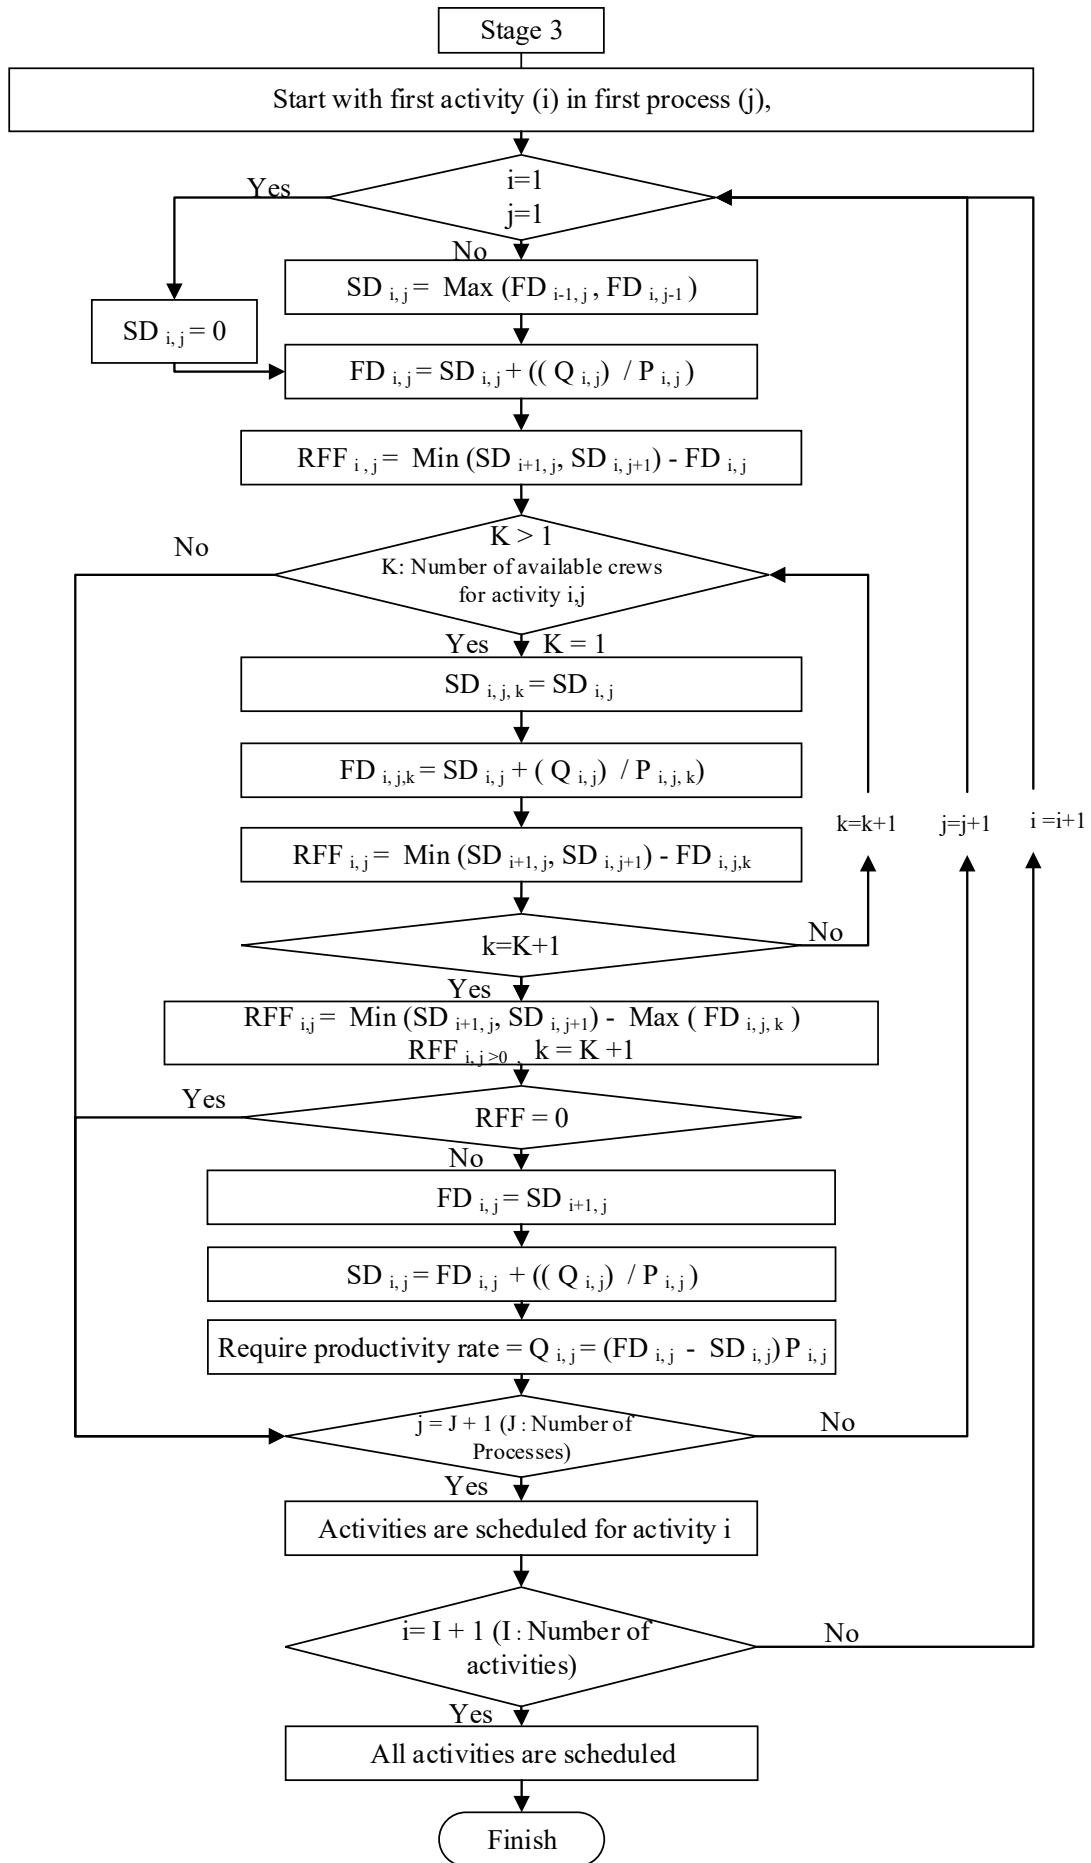 Stage 3
Start with first activity (i) in first process (j),
i=1
j=1
Yes
No
SD i, j = Max (FD i-1, j , FD i, j-1 )
SD i, j = 0
FD i, j = SD i, j + (( Q i, j) / P i, j )
RFF i , j = Min (SD i+1, j, SD i, j+1) - FD i, j
K > 1
No
K: Number of available crews
for activity i,j
Yes K = 1
SD i, j, k = SD i, j
FD i, j,k = SD i, j + ( Q i, j) / P i, j, k)
k=k+1 j=j+1 i =i+1
RFF i, j = Min (SD i+1, j, SD i, j+1) - FD i, j,k
k=K+1
No
Yes
RFF i,j = Min (SD i+1, j, SD i, j+1) - Max ( FD i, j, k )
RFF i, j >0 , k = K +1
Yes
RFF = 0
No
FD i, j = SD i+1, j
SD i, j = FD i, j + (( Q i, j) / P i, j )
Require productivity rate = Q i, j = (FD i, j - SD i, j) P i, j
j = J + 1 (J : Number of
Processes)
No
Yes
Activities are scheduled for activity i
i= I + 1 (I : Number of
activities)
No
Yes
All activities are scheduled
Finish